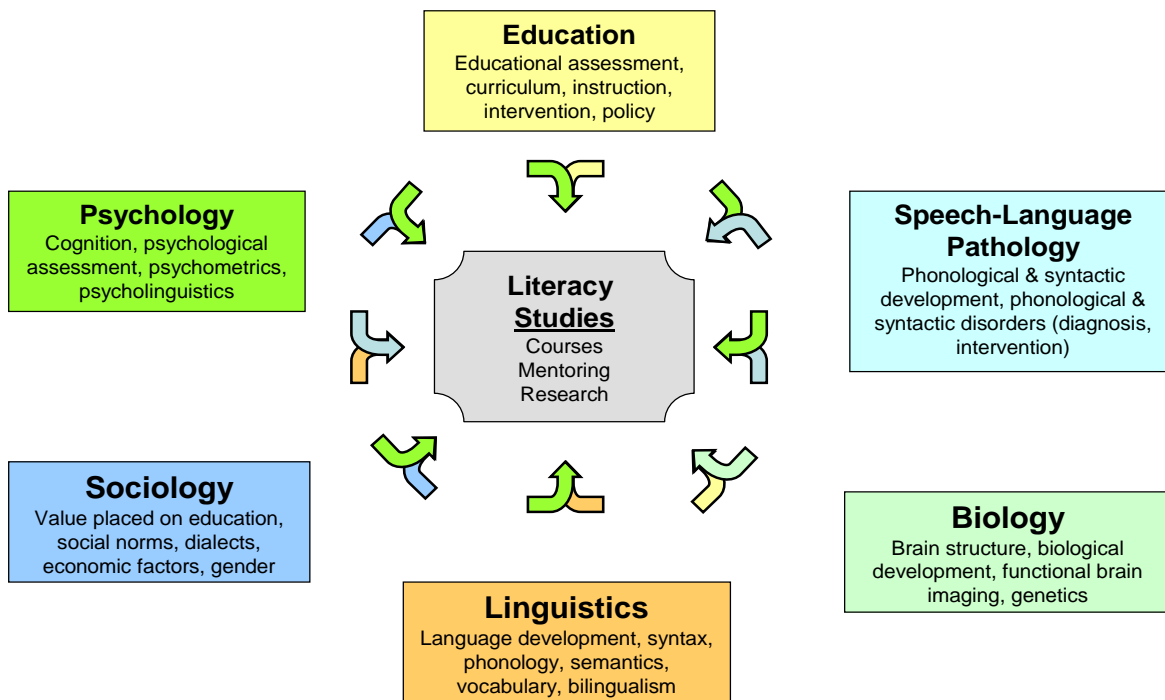 Education
Educational assessment,
curriculum, instruction,
intervention, policy
Psychology
Cognition, psychological
assessment, psychometrics,
psycholinguistics
Speech-Language
Pathology
Phonological & syntactic
development, phonological &
syntactic disorders (diagnosis,
intervention)
Literacy
Studies
Courses
Mentoring
Research
Sociology
Value placed on education,
social norms, dialects,
economic factors, gender
Biology
Brain structure, biological
development, functional brain
imaging, genetics
Linguistics
Language development, syntax,
phonology, semantics,
vocabulary, bilingualism